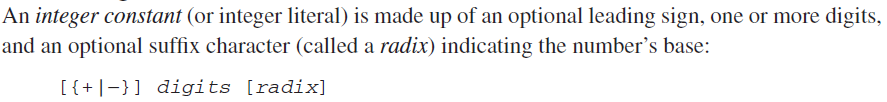 An integer constant (or integer literal) is made up of an optional leading sign, one or more digits,
and an optional suffix character (called a radix) indicating the number’s base:
[{+|−}] digits [radix]